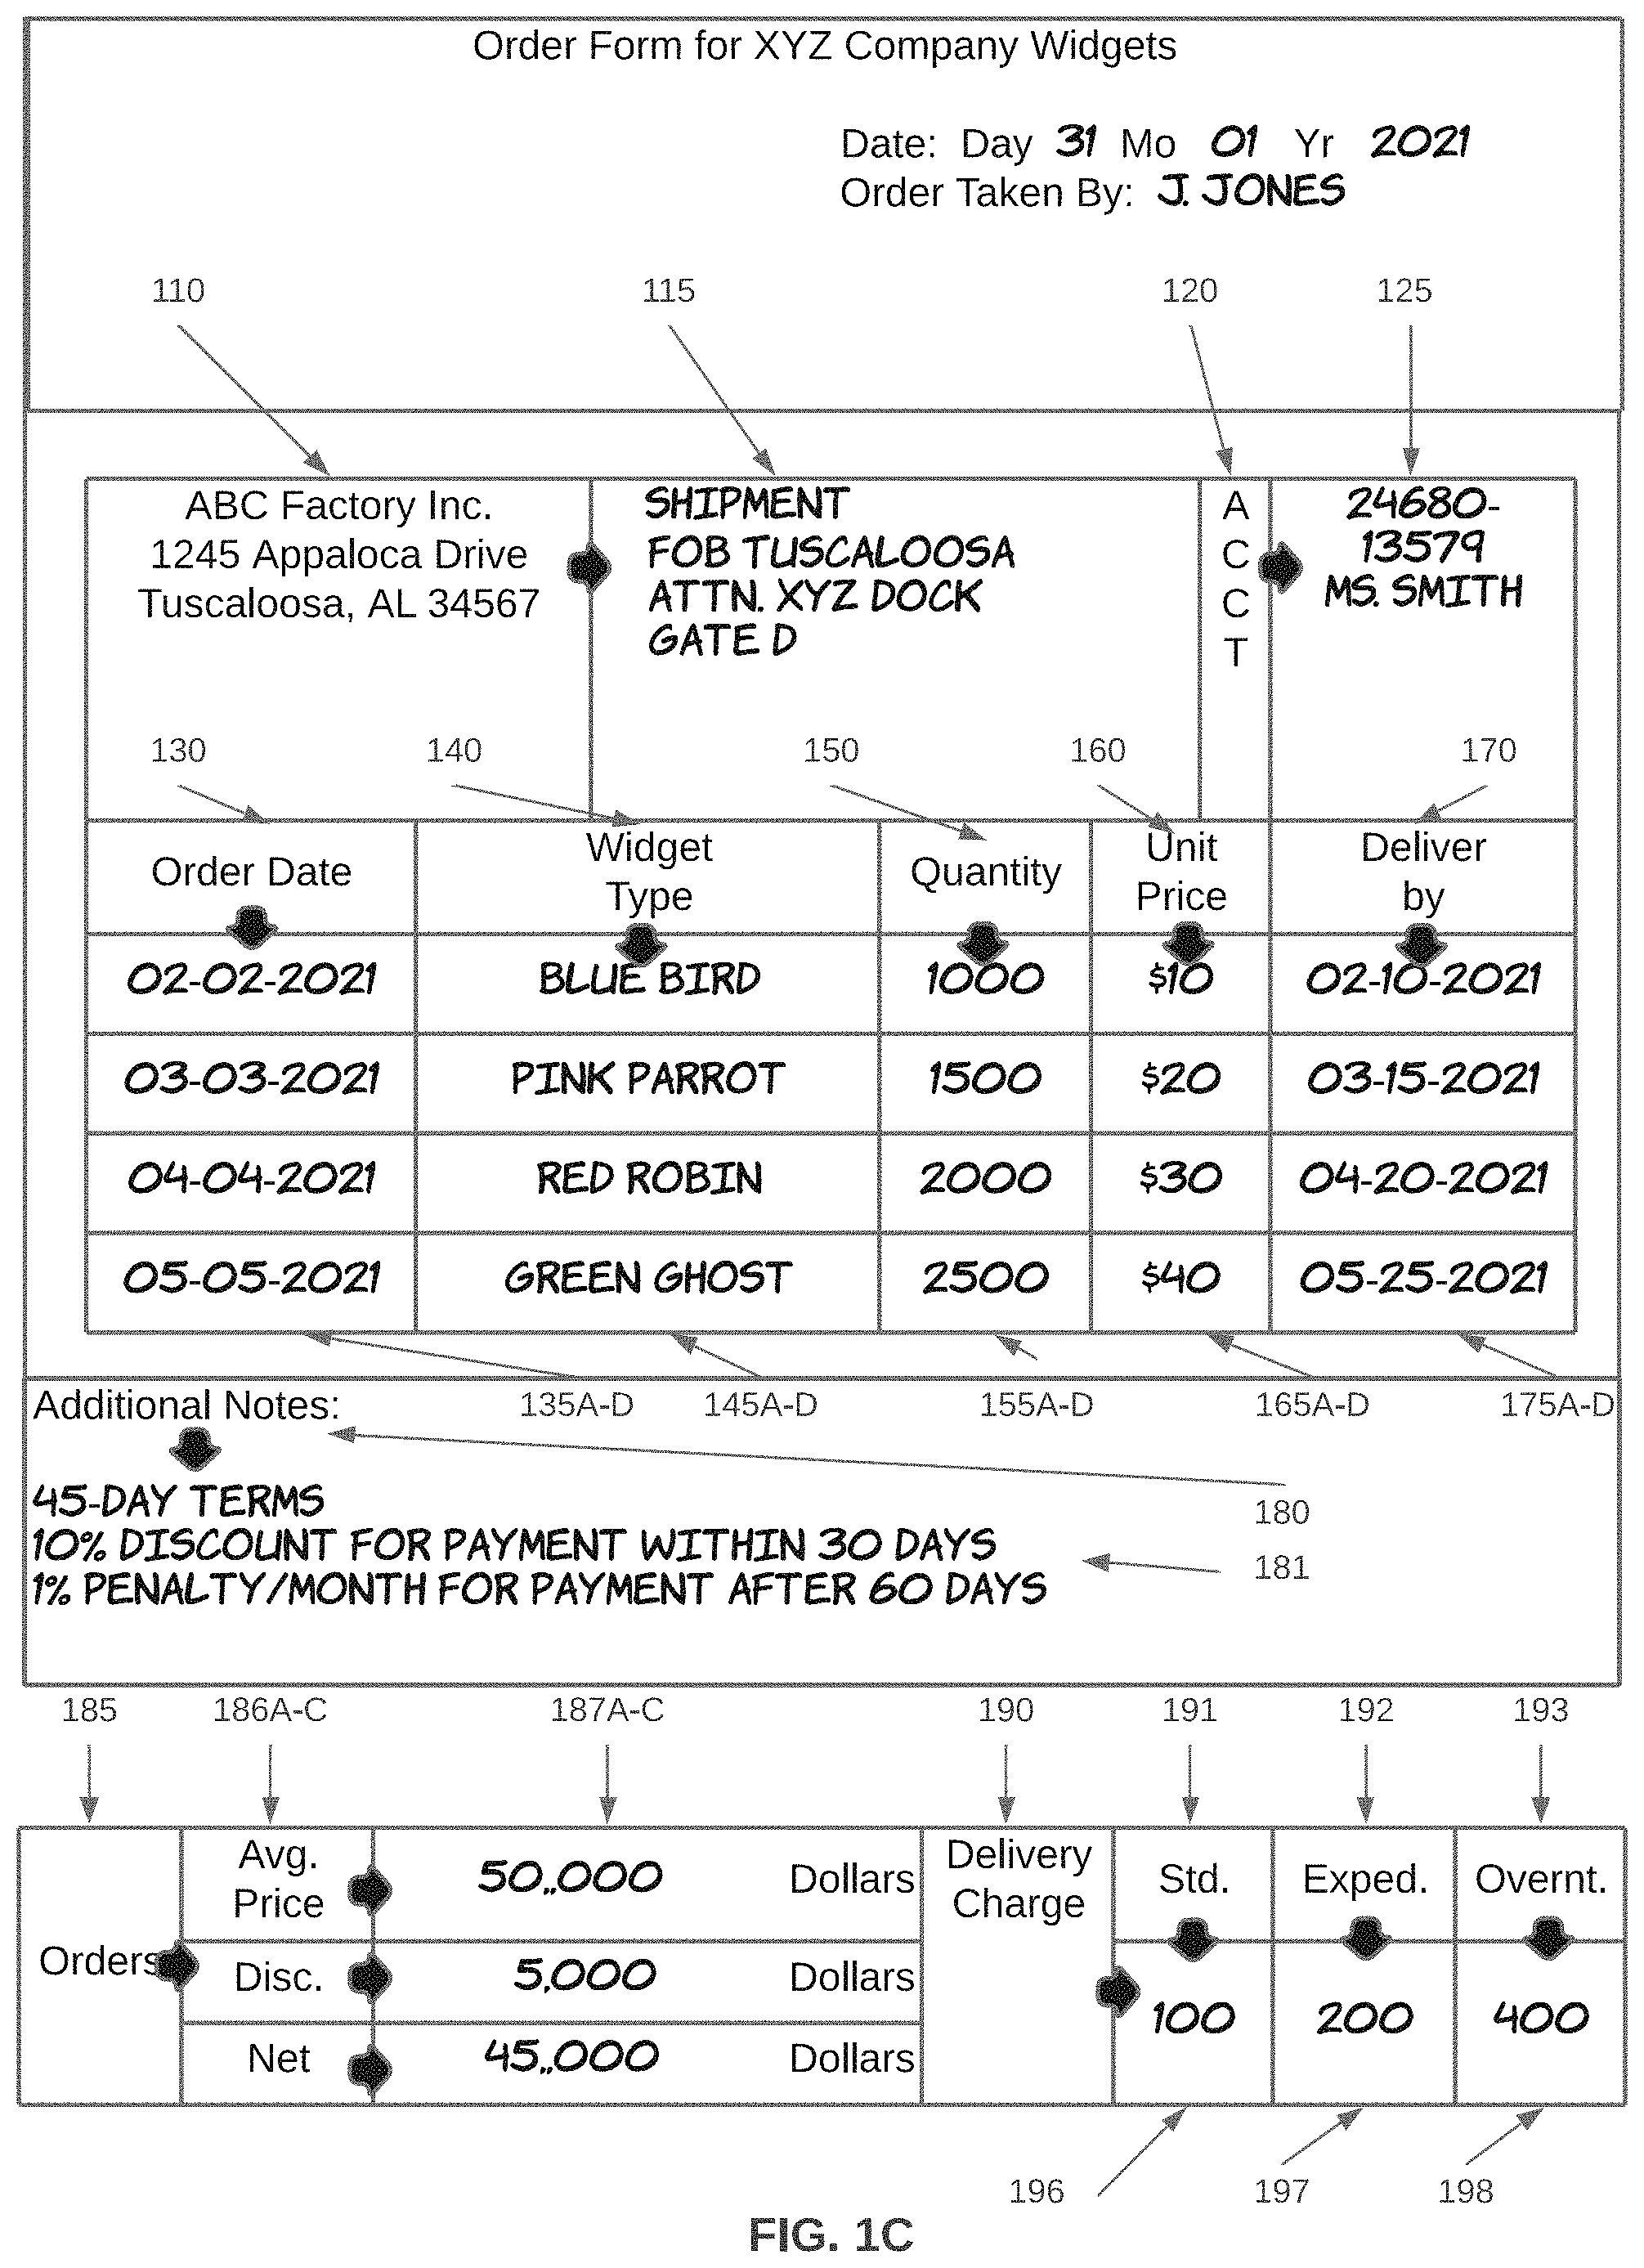 Order Form for XYZ Company Widgets
Date: Day 31 Mo 01 Yr 2021
Order Taken By: J. JONES
110 115 120 125
ABC Factory Inc.
1245 Appaloca Drive
Tuscaloosa, AL 34567
SHIPMENT
FOB TUSCALOOSA
ATTN. XYZ DOCK
GATE D
A
C
C
T
24680-
13579
MS. SMITH
130 140 150 160 170
Order Date
Widget
Type
Quantity
Unit
Price
Deliver
by
02-02-2021 BLUE BIRD 1000 $10 02-10-2021
03-03-2021 PINK PARROT 1500 $20 03-15-2021
04-04-2021 RED ROBIN 2000 $30 04-20-2021
05-05-2021 GREEN GHOST 2500 $40 05-25-2021
Additional Notes: 135A-D 145A-D 155A-D 165A-D 175A-D
45-DAY TERMS
180
10% DISCOUNT FOR PAYMENT WITHIN 30 DAYS
181
1% PENALTY/MONTH FOR PAYMENT AFTER 60 DAYS
185 186A-C 187A-C 190 191 192 193
Orders
Avg.
Price
50,,000 Dollars
Disc. 5,000 Dollars
Net 45,,000 Dollars
Delivery
Charge
Std. Exped. Overnt.
100 200 400
196 197 198
FIG. 1C